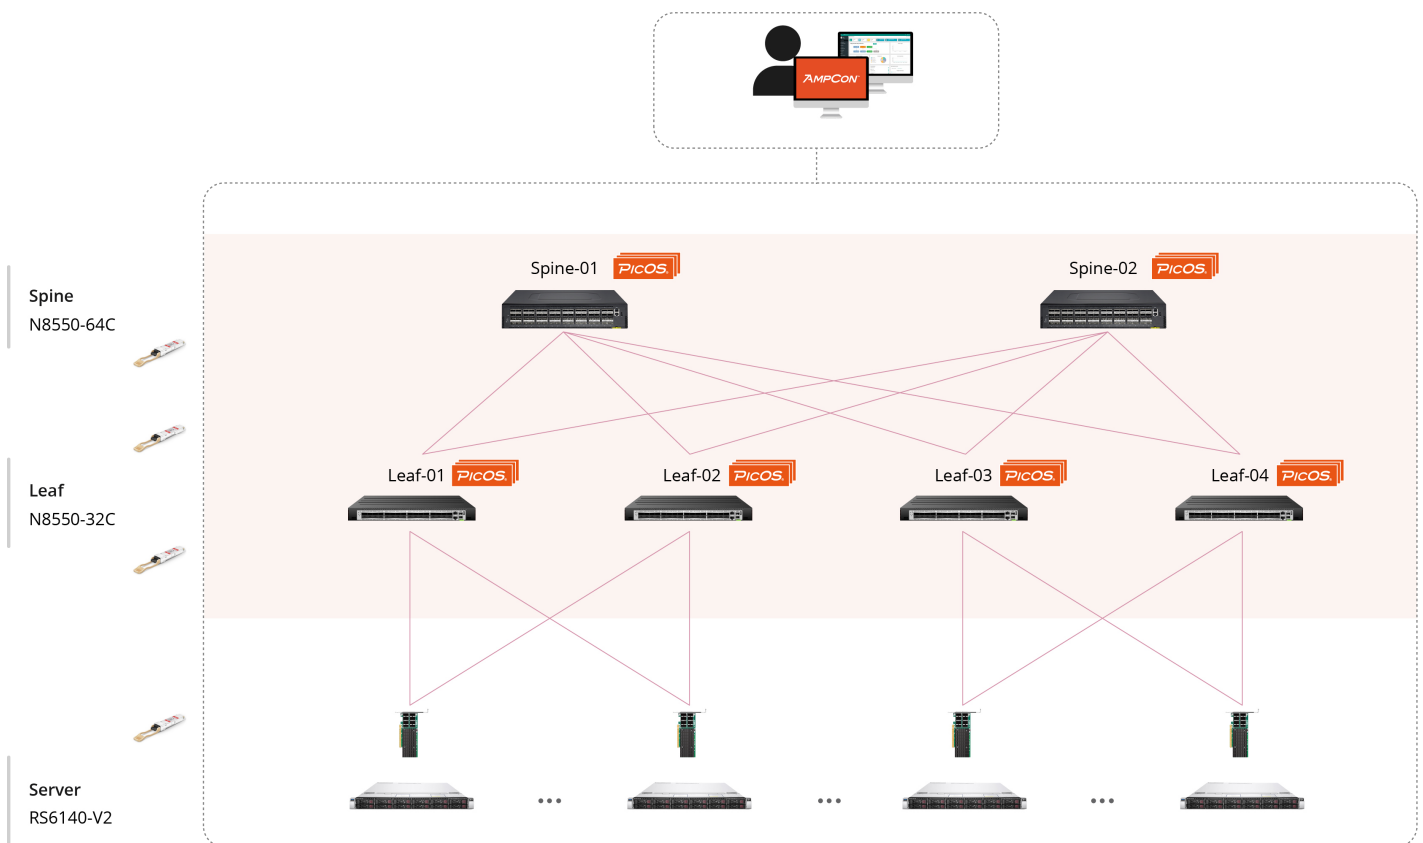 AMPCON
Spine-01
PICOS
Spine-02
PICOS
Spine
N8550-64C
Leaf-01
PICOS
Leaf-02
PICOS
Leaf-03
PICOS
Leaf-04
PICOS
Leaf
N8550-32C
Server
RS6140-V2